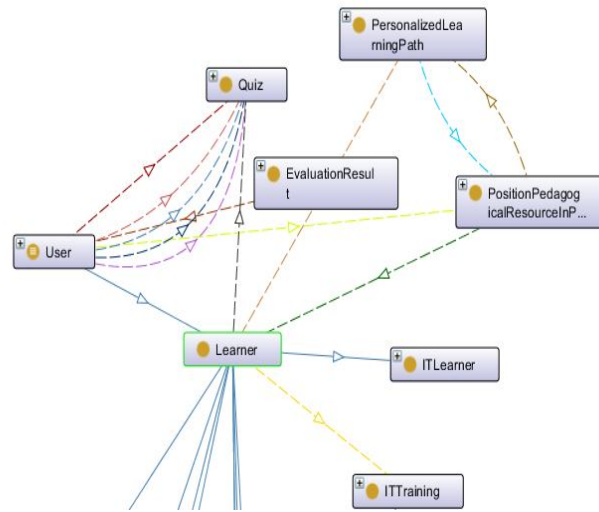 PersonalizedLea
rningPath
Quiz
EvaluationResul
t
PositionPedagog
icalResourceInP...
User
Learner
ITLearner
ITTraining